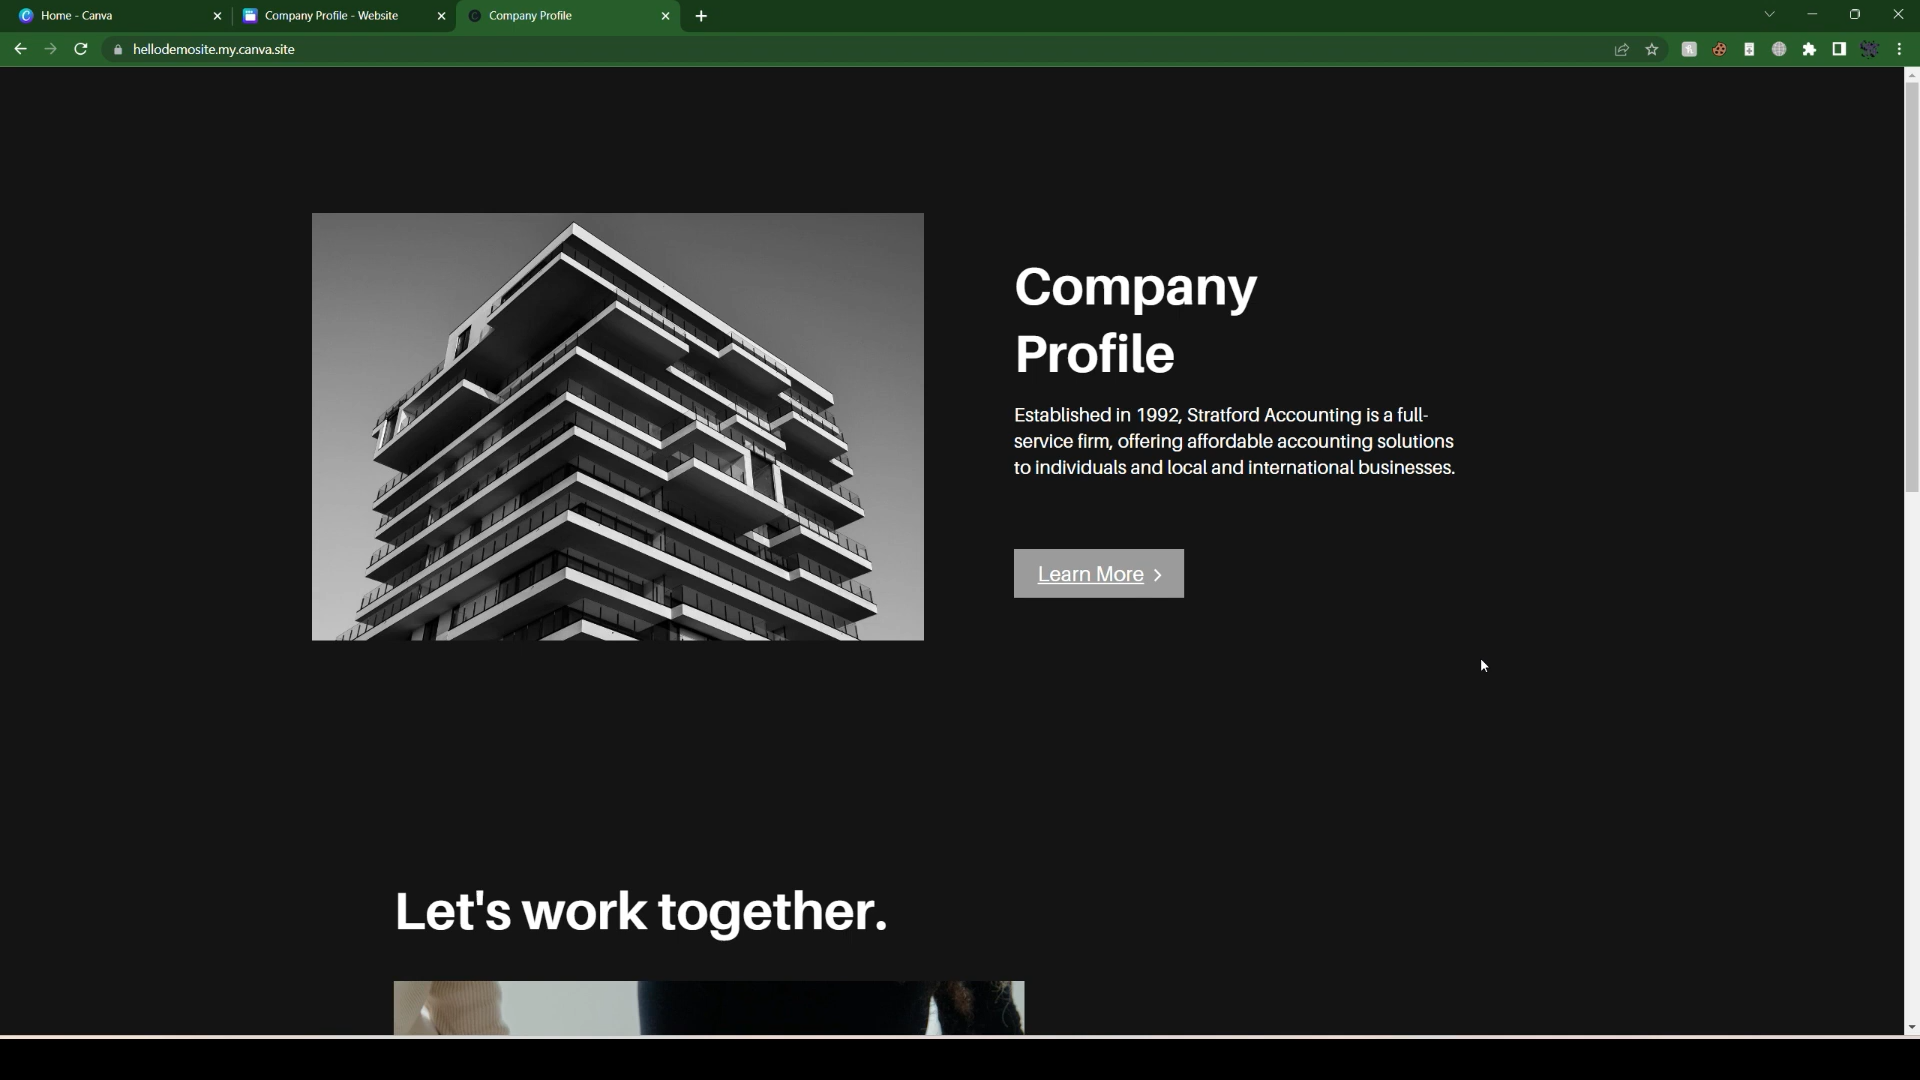 Home - Canva
Company Profile - Website
Company Profile
hellodemosite.my.canva.site
Company
Profile
Established in 1992, Stratford Accounting is a full-
service firm, offering affordable accounting solutions
to individuals and local and international businesses.
Learn More
Let's work together.